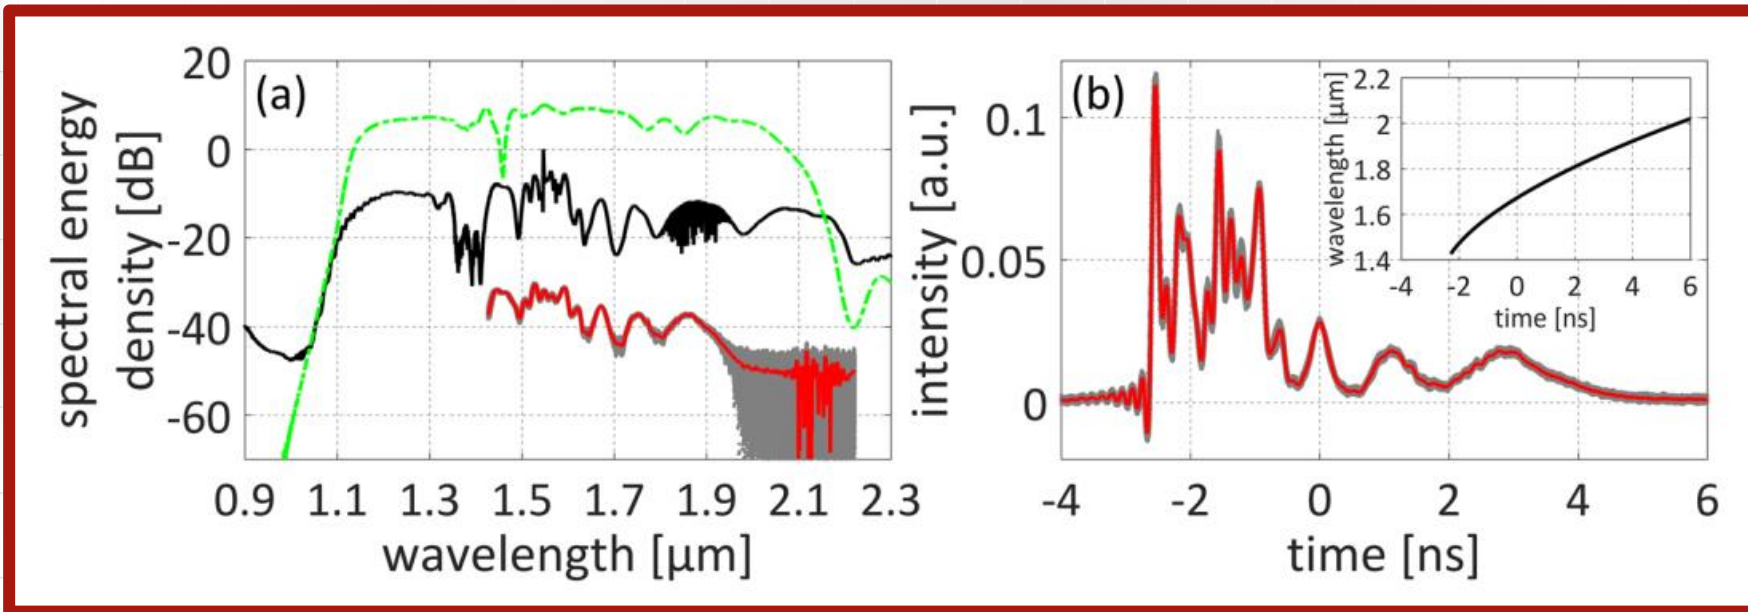 (a)
spectral energy
density [dB]
20
0
-20
-40
-60
0.9 1.1 1.3 1.5 1.7 1.9 2.1 2.3
wavelength [μm]
(b)
intensity [a.u.]
0.1
0.05
0
-4 -2 0 2 4 6
time [ns]
wavelength [μm]
2.2
2
1.8
1.6
1.4
-4 -2 0 2 4 6
time [ns]